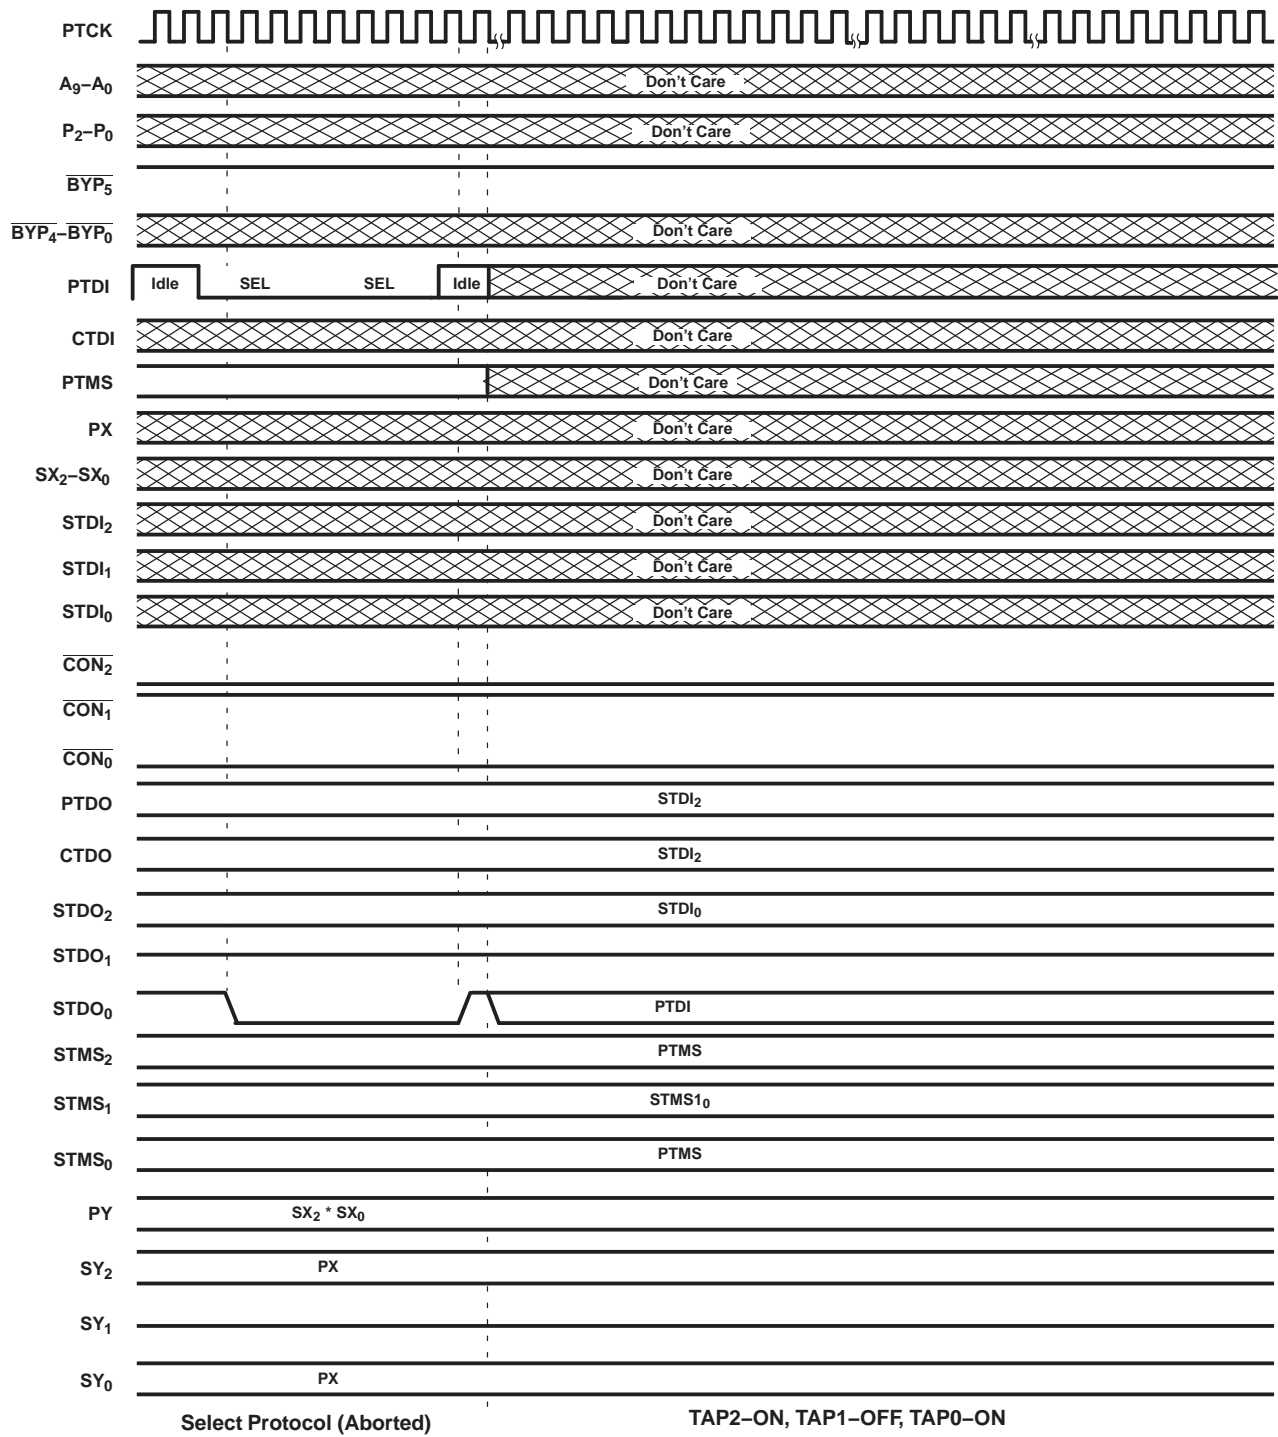 PTCK
A9–A0 Don't Care
P2–P0 Don't Care
BYP5
BYP4–BYP0 Don't Care
PTDI Idle SEL SEL Idle Don't Care
CTDI Don't Care
PTMS Don't Care
PX Don't Care
SX2–SX0 Don't Care
STDI2 Don't Care
STDI1 Don't Care
STDI0 Don't Care
CON2
CON1
CON0
PTDO STDI2
CTDO STDI2
STDO2 STDI0
STDO1
STDO0 PTDI
STMS2 PTMS
STMS1 STMS10
STMS0 PTMS
PY SX2 * SX0
SY2 PX
SY1
SY0 PX
Select Protocol (Aborted) TAP2–ON, TAP1–OFF, TAP0–ON